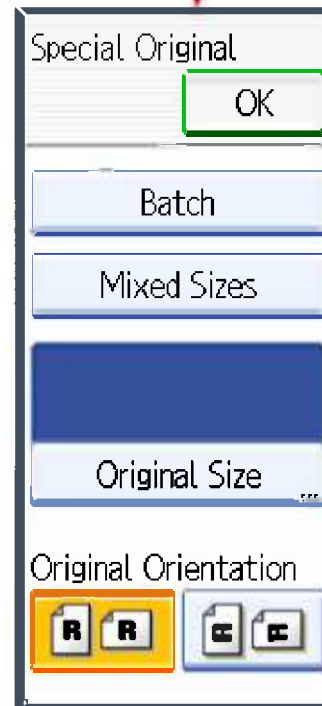 Special Original
OK
Batch
Mixed Sizes
Original Size
Original Orientation
R R R R